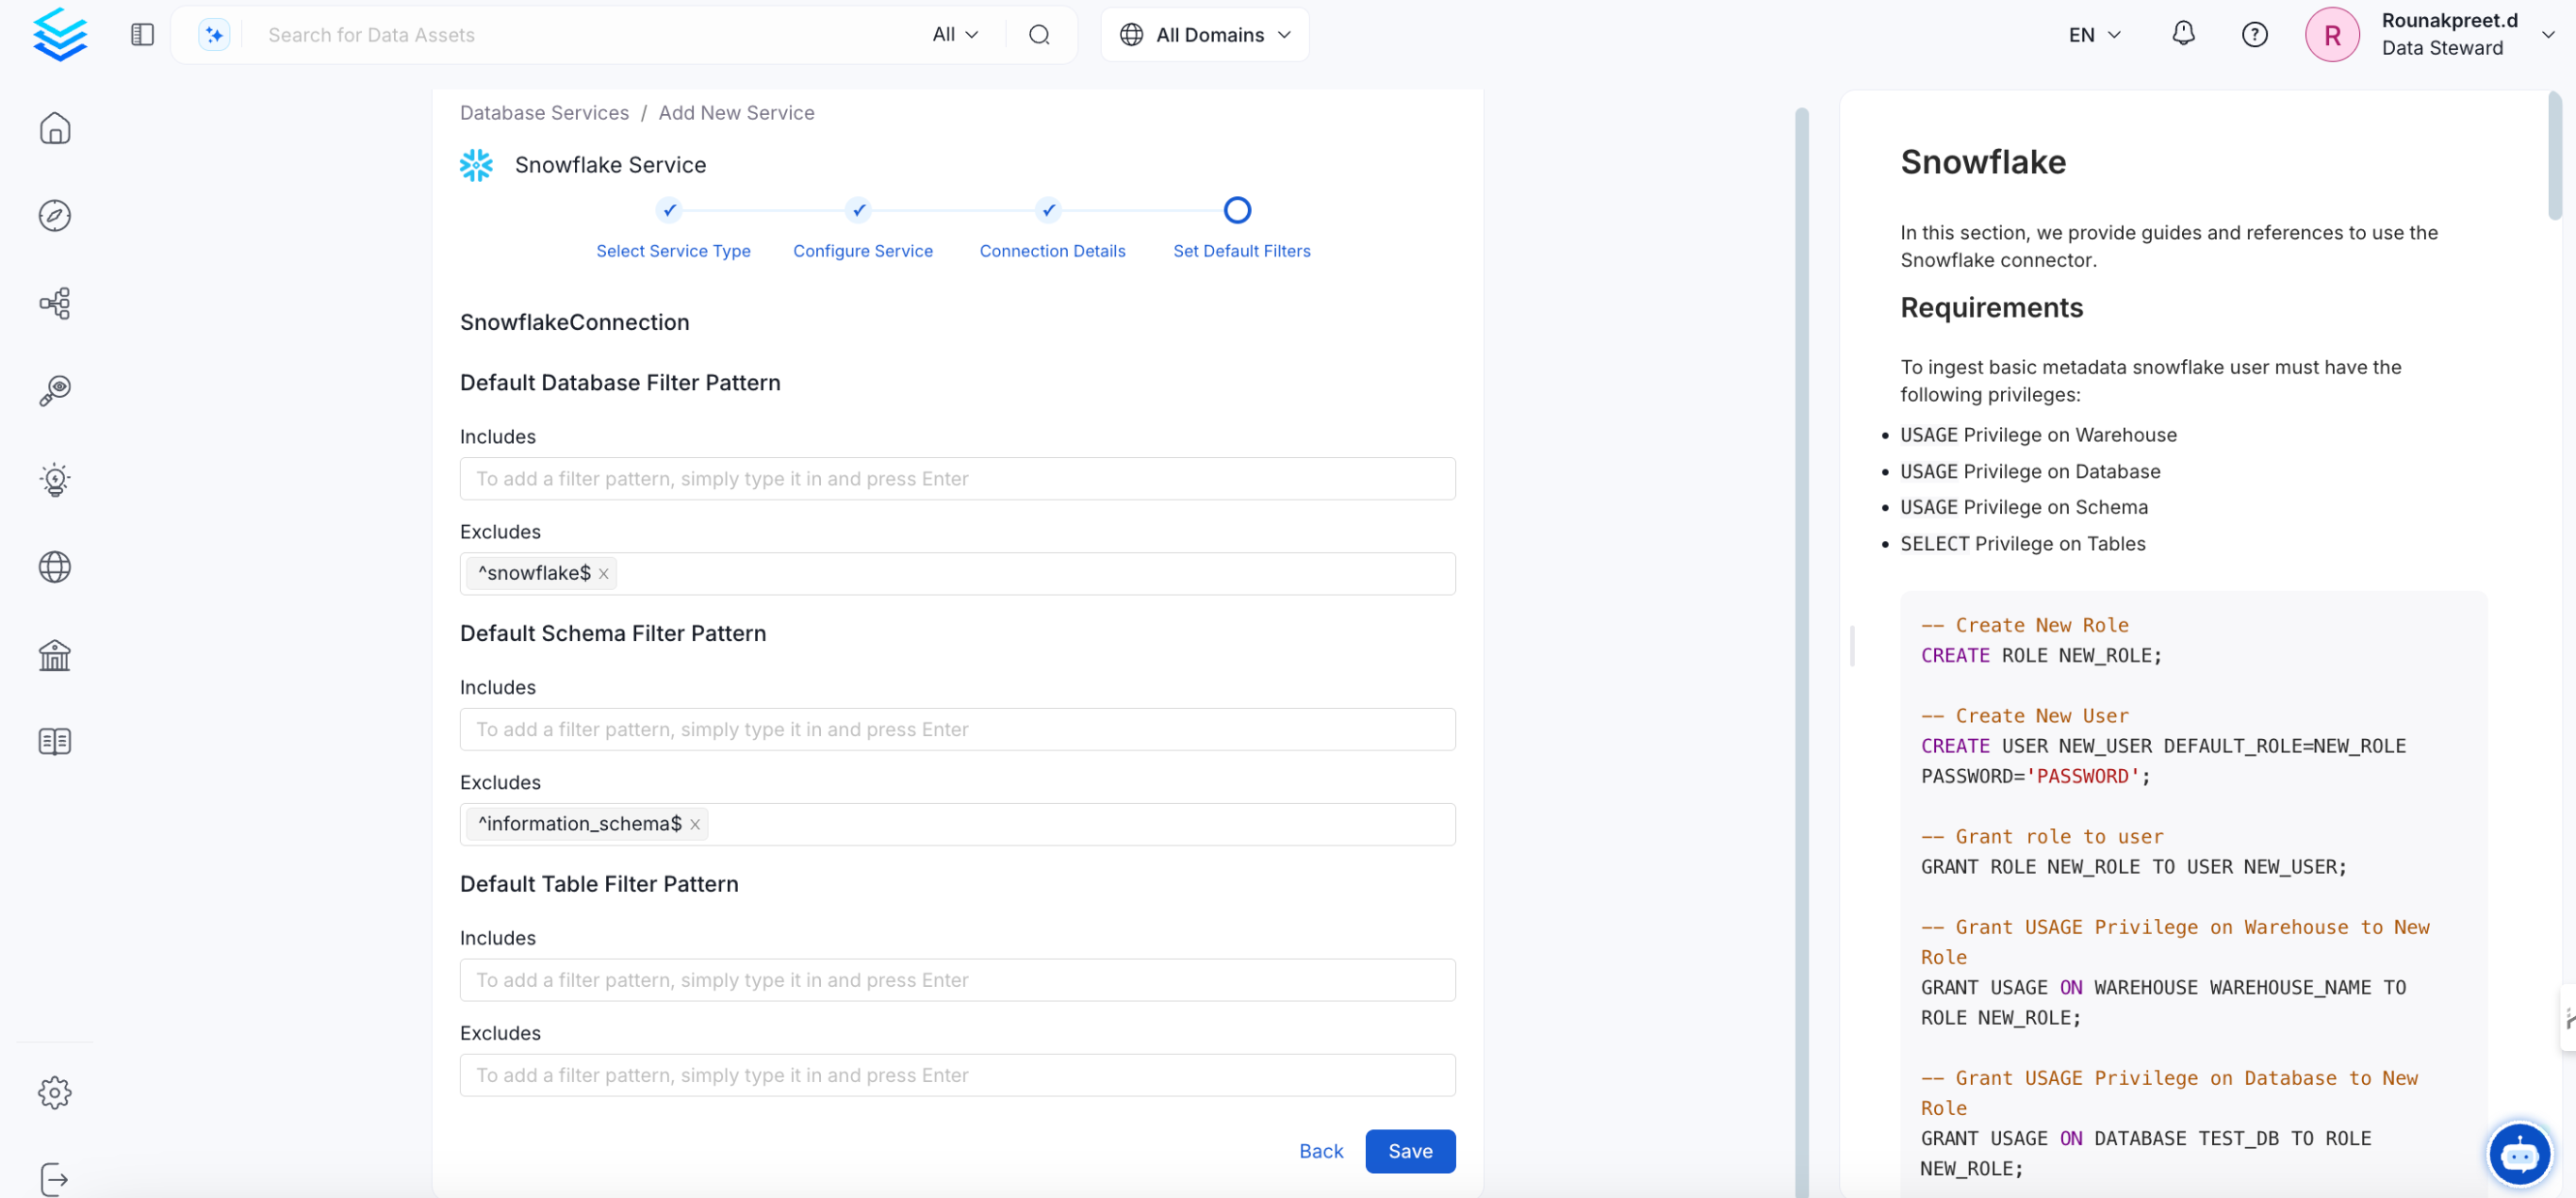 Search for Data Assets
All
All Domains
EN
R
Rounakpreet.d
Data Steward
Database Services / Add New Service
Snowflake Service
Select Service Type
Configure Service
Connection Details
Set Default Filters
SnowflakeConnection
Default Database Filter Pattern
Includes
To add a filter pattern, simply type it in and press Enter
Excludes
^snowflake$
Default Schema Filter Pattern
Includes
To add a filter pattern, simply type it in and press Enter
Excludes
^information_schema$
Default Table Filter Pattern
Includes
To add a filter pattern, simply type it in and press Enter
Excludes
To add a filter pattern, simply type it in and press Enter
Back
Save
Snowflake
In this section, we provide guides and references to use the
Snowflake connector.
Requirements
To ingest basic metadata snowflake user must have the
following privileges:
• USAGE Privilege on Warehouse
• USAGE Privilege on Database
• USAGE Privilege on Schema
• SELECT Privilege on Tables
-- Create New Role
CREATE ROLE NEW_ROLE;
-- Create New User
CREATE USER NEW_USER DEFAULT_ROLE=NEW_ROLE
PASSWORD='PASSWORD';
-- Grant role to user
GRANT ROLE NEW_ROLE TO USER NEW_USER;
-- Grant USAGE Privilege on Warehouse to New
Role
GRANT USAGE ON WAREHOUSE WAREHOUSE_NAME TO
ROLE NEW_ROLE;
-- Grant USAGE Privilege on Database to New
Role
GRANT USAGE ON DATABASE TEST_DB TO ROLE
NEW_ROLE;